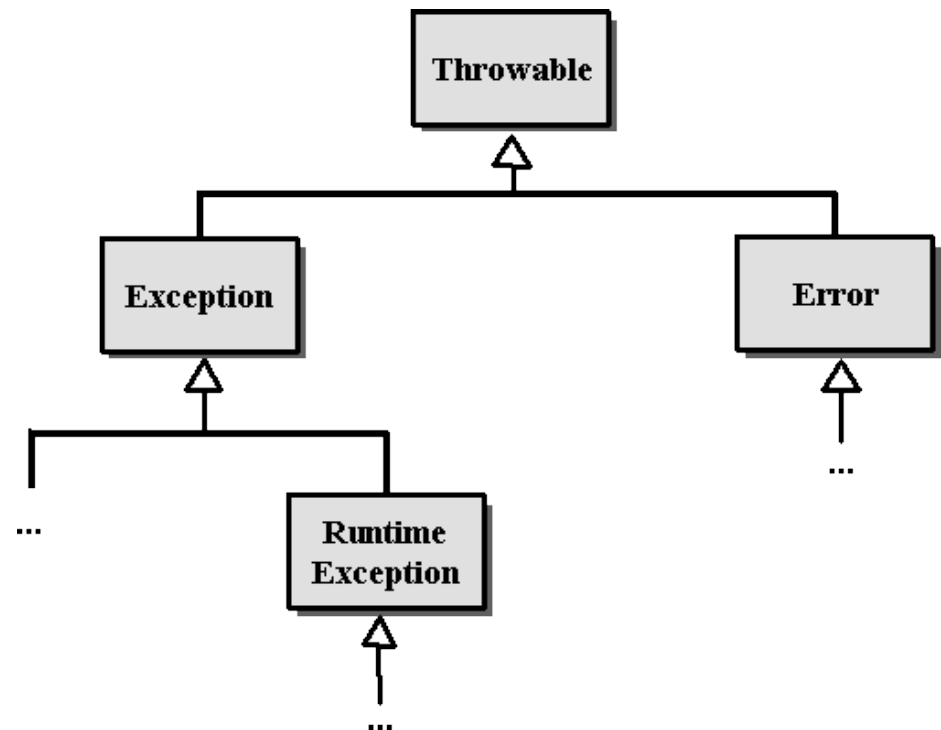 Throwable
Exception
Error
...
...
Runtime
Exception
...